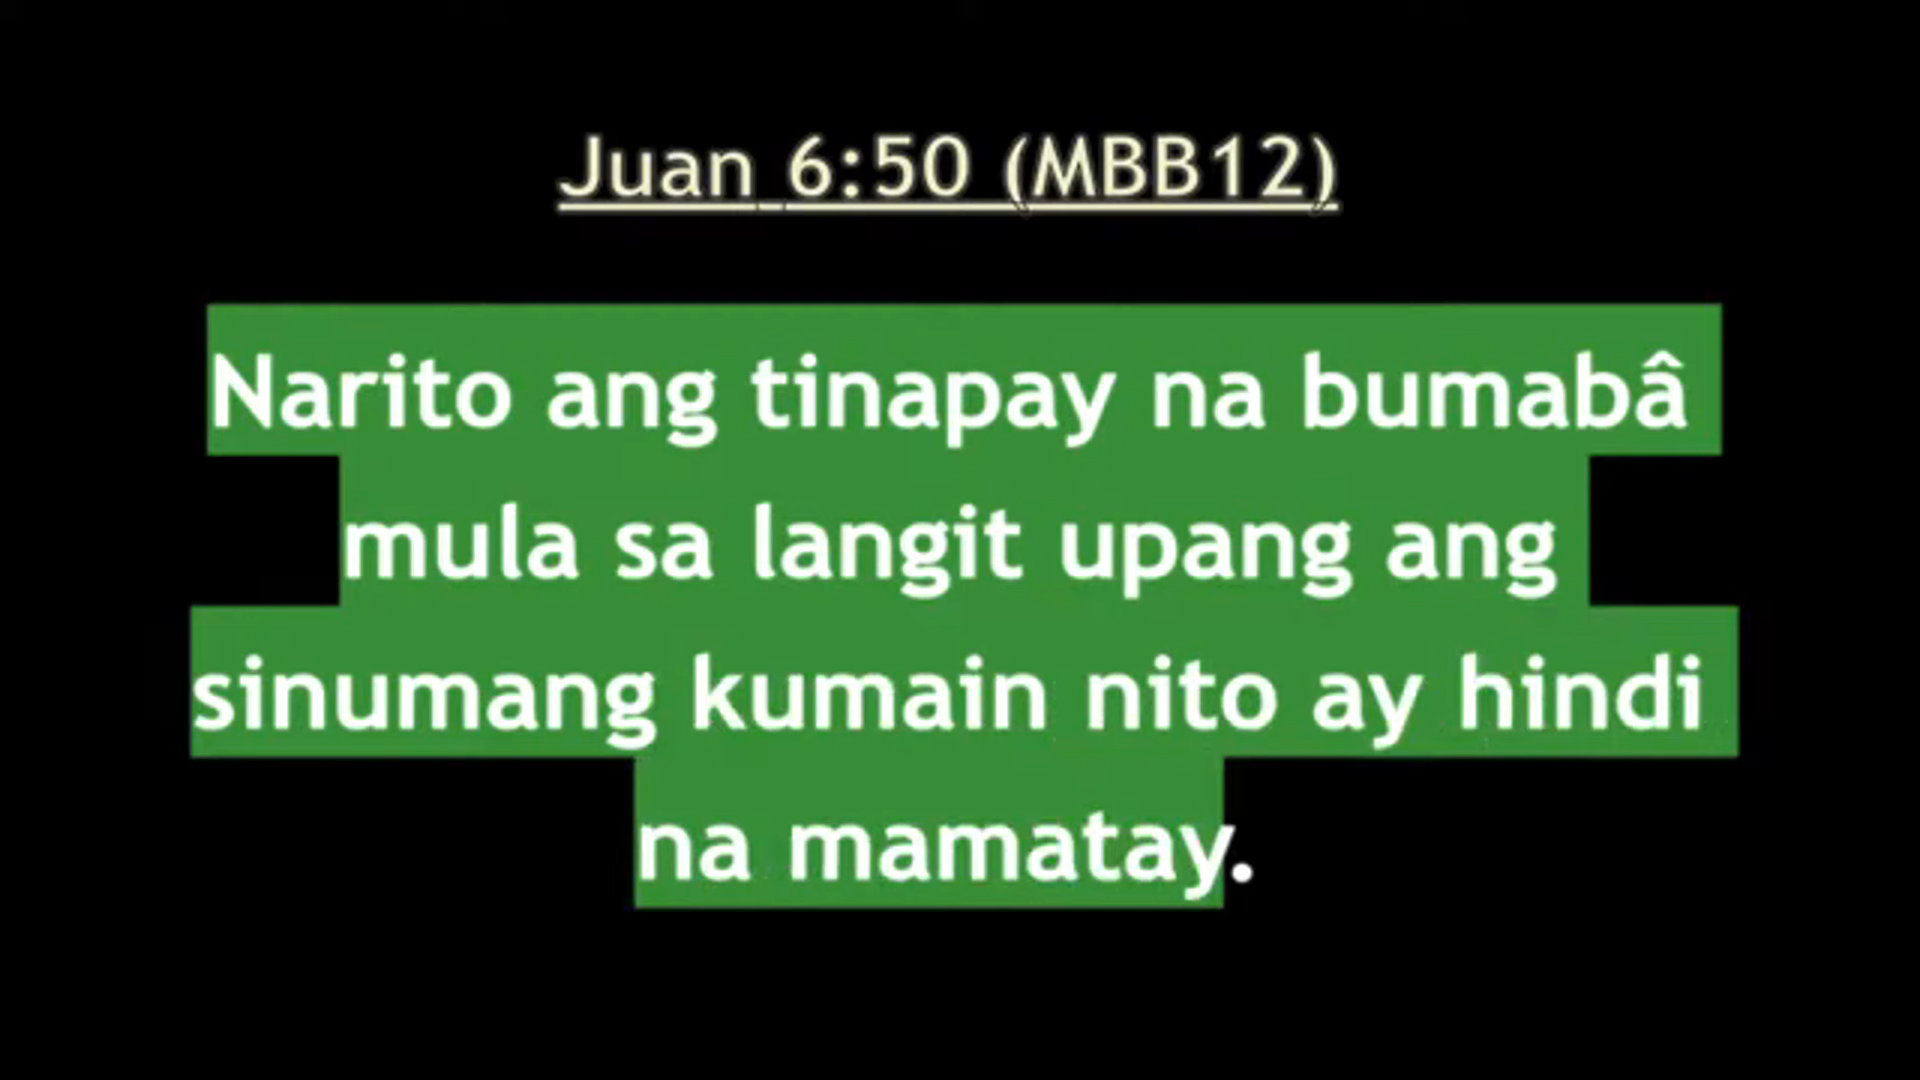 Juan 6:50 (MBB12)
Narito ang tinapay na bumabâ
mula sa langit upang ang
sinumang kumain nito ay hindi
na mamatay.